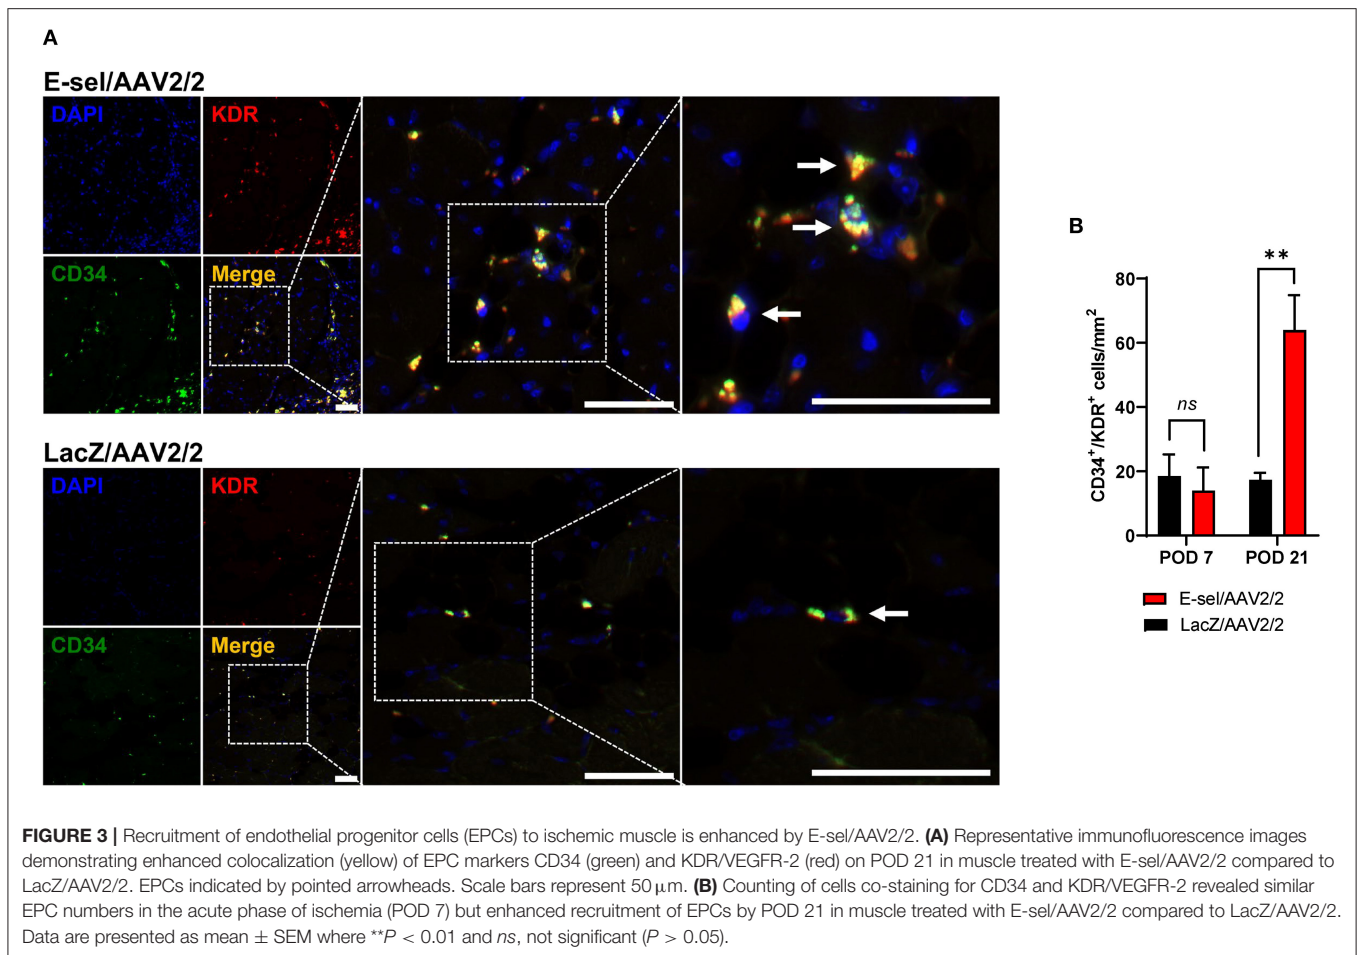 A
E-sel/AAV2/2
DAPI
KDR
CD34
Merge
LacZ/AAV2/2
DAPI
KDR
CD34
Merge
B
CD34+/KDR+ cells/mm2
80
60
40
20
0
ns
**
POD 7 POD 21
E-sel/AAV2/2
LacZ/AAV2/2
FIGURE 3 | Recruitment of endothelial progenitor cells (EPCs) to ischemic muscle is enhanced by E-sel/AAV2/2. (A) Representative immunofluorescence images
demonstrating enhanced colocalization (yellow) of EPC markers CD34 (green) and KDR/VEGFR-2 (red) on POD 21 in muscle treated with E-sel/AAV2/2 compared to
LacZ/AAV2/2. EPCs indicated by pointed arrowheads. Scale bars represent 50 μm. (B) Counting of cells co-staining for CD34 and KDR/VEGFR-2 revealed similar
EPC numbers in the acute phase of ischemia (POD 7) but enhanced recruitment of EPCs by POD 21 in muscle treated with E-sel/AAV2/2 compared to LacZ/AAV2/2.
Data are presented as mean ± SEM where **P < 0.01 and ns, not significant (P > 0.05).